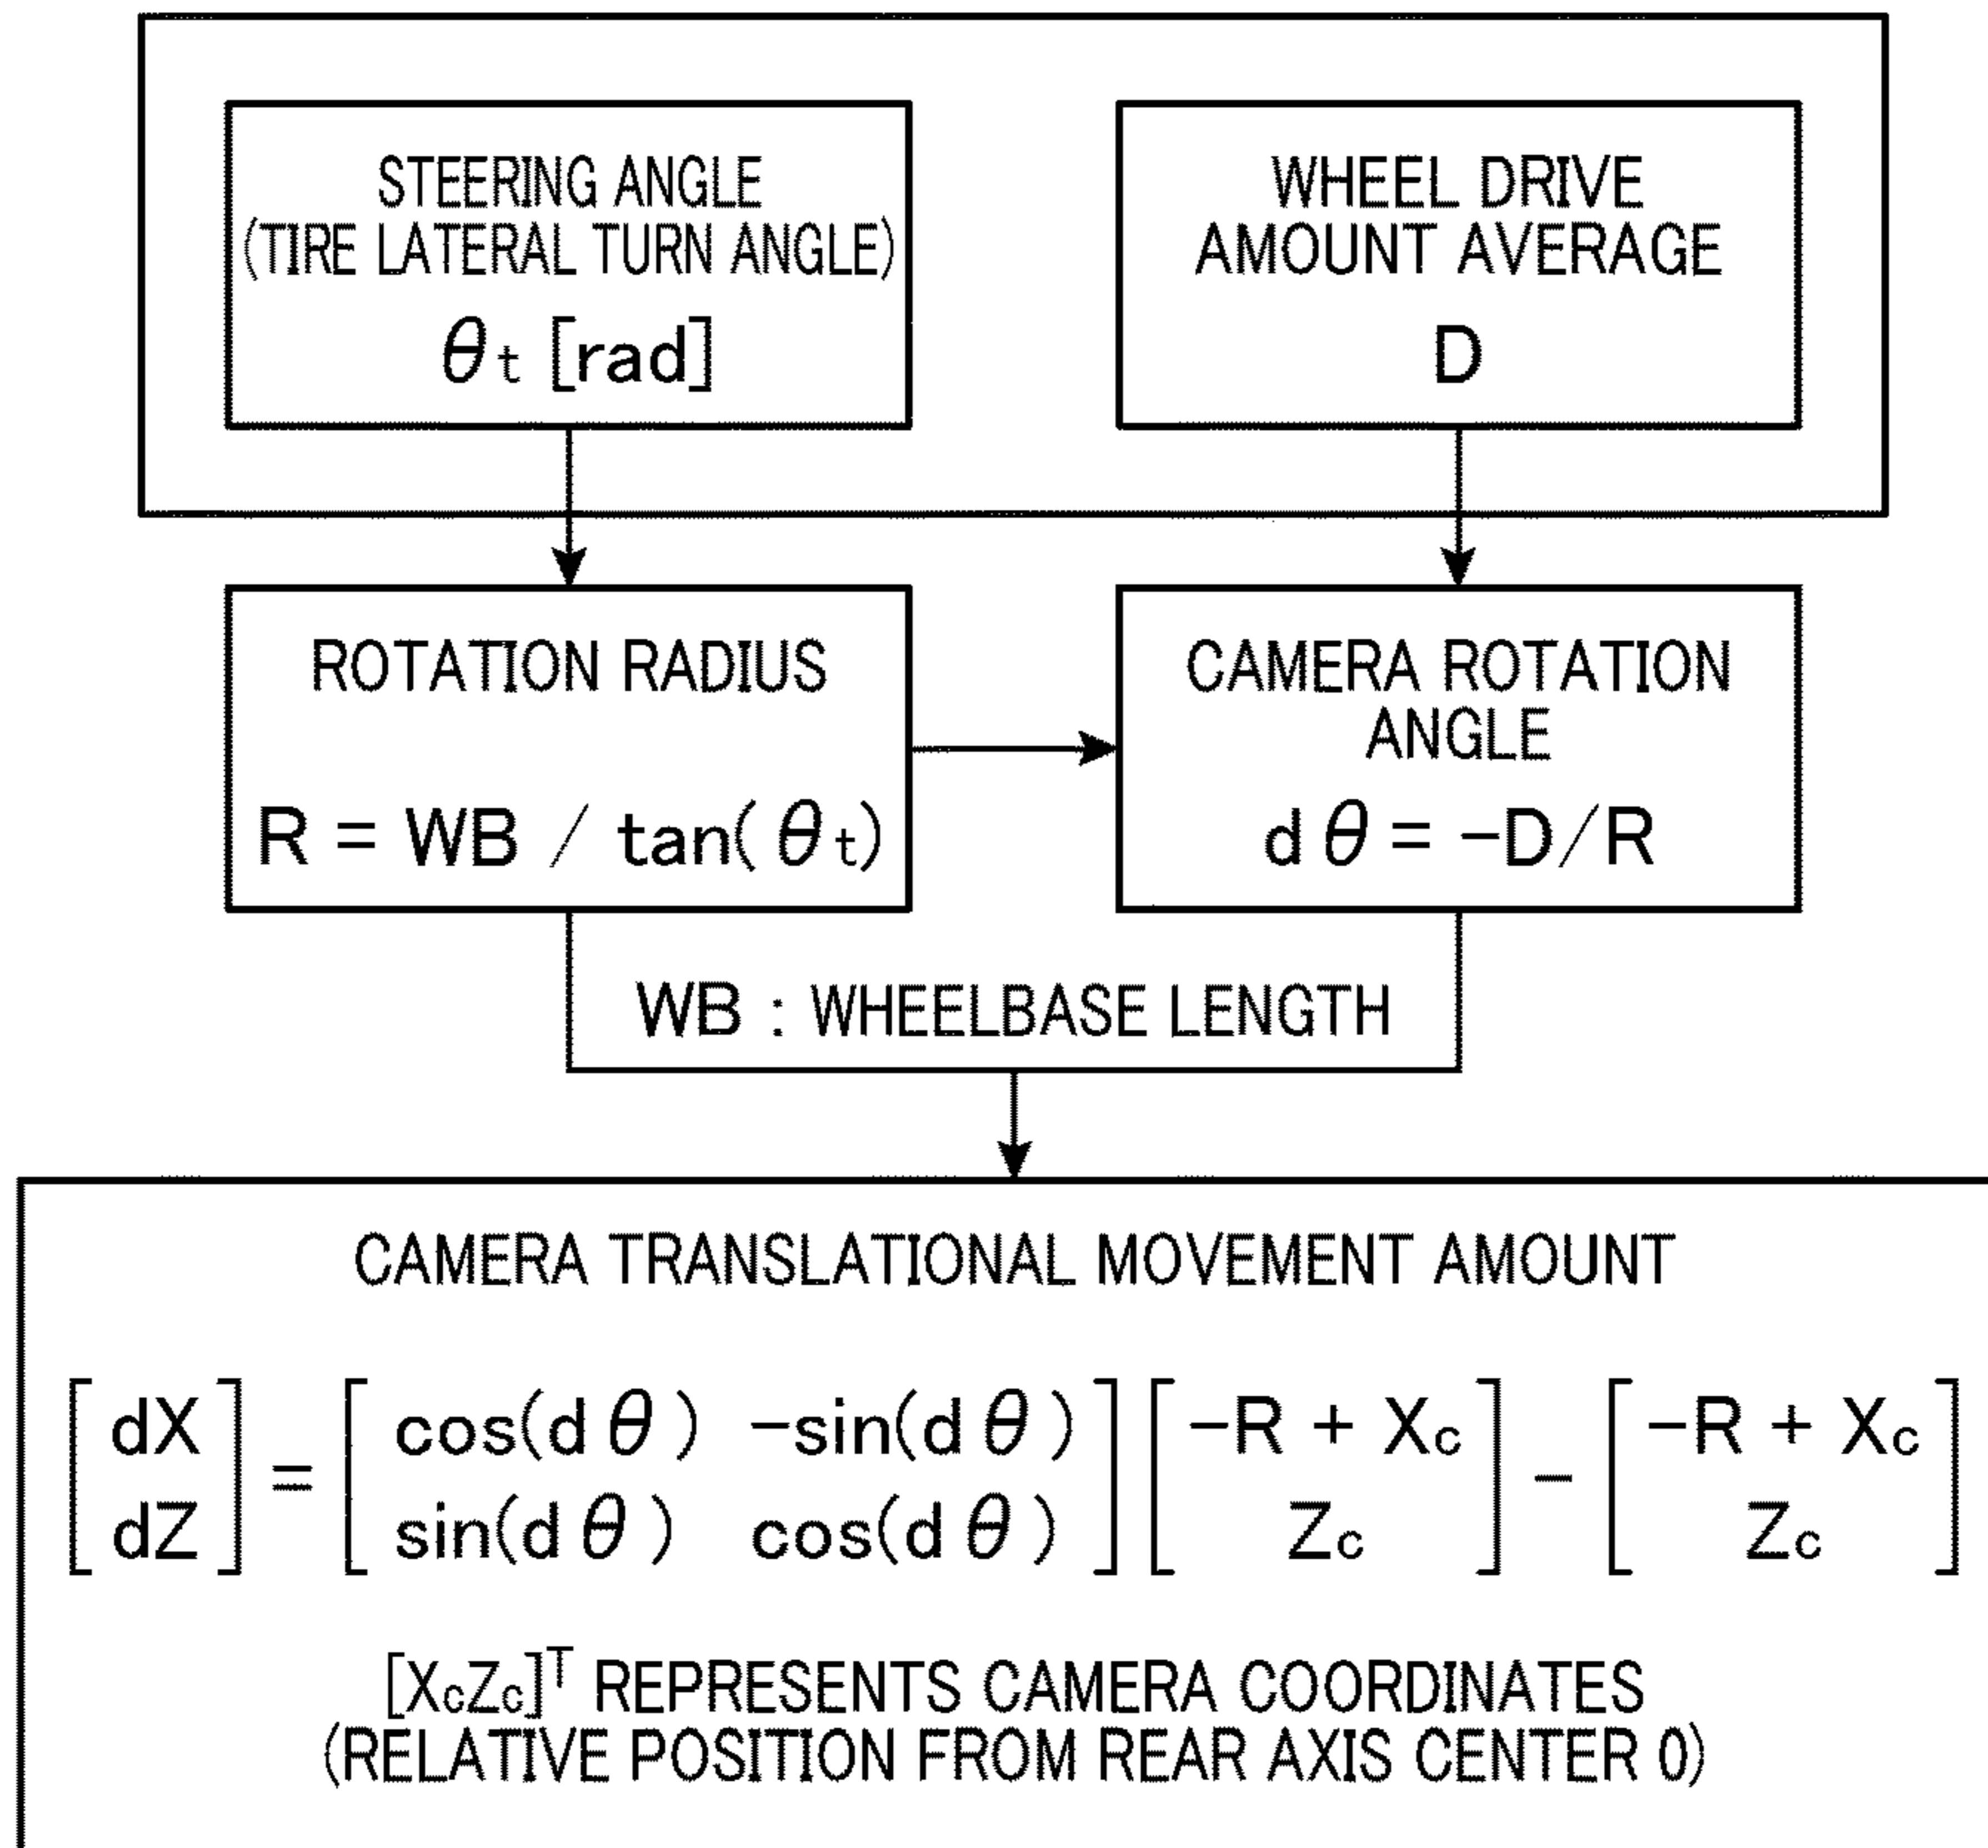 STEERING ANGLE
(TIRE LATERAL TURN ANGLE)
θt [rad]
WHEEL DRIVE
AMOUNT AVERAGE
D
ROTATION RADIUS
R = WB / tan(θt)
CAMERA ROTATION
ANGLE
dθ = -D/R
WB : WHEELBASE LENGTH
CAMERA TRANSLATIONAL MOVEMENT AMOUNT
[dX] = [cos(dθ) -sin(dθ)] [-R + Xc] - [-R + Xc]
[dZ] [sin(dθ) cos(dθ)] [Zc] [Zc]
[XcZc]^T REPRESENTS CAMERA COORDINATES
(RELATIVE POSITION FROM REAR AXIS CENTER 0)